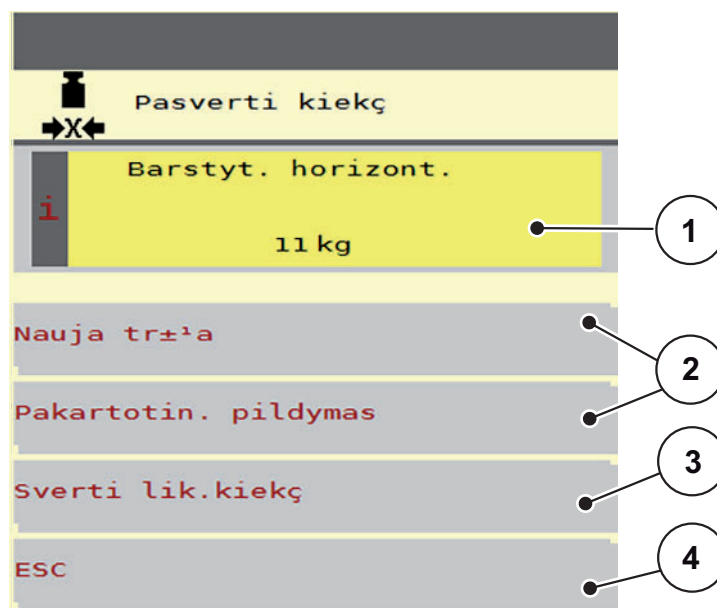 X
Pasverti kiekç
Barstyt. horizont.
i
11 kg
1
Nauja tr±¹a
2
Pakartotin. pildymas
3
Sverti lik.kiekç
4
ESC